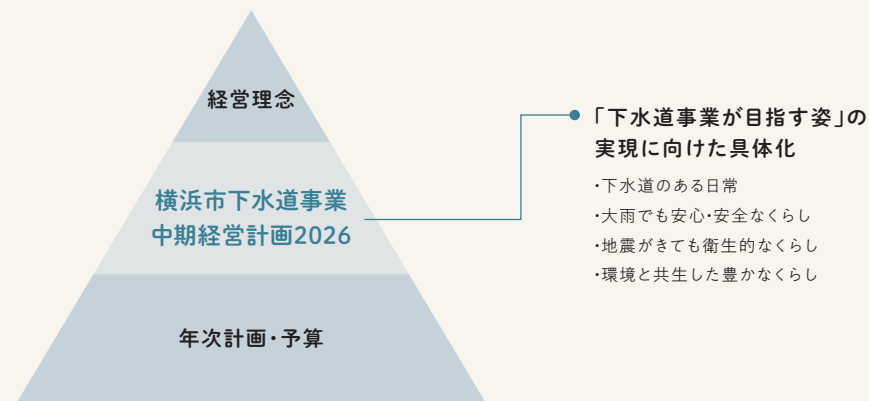 経営理念
横浜市下水道事業
中期経営計画2026
年次計画・予算
「下水道事業が目指す姿」の
実現に向けた具体化
・下水道のある日常
・大雨でも安心・安全なくらし
・地震がきても衛生的なくらし
・環境と共生した豊かなくらし